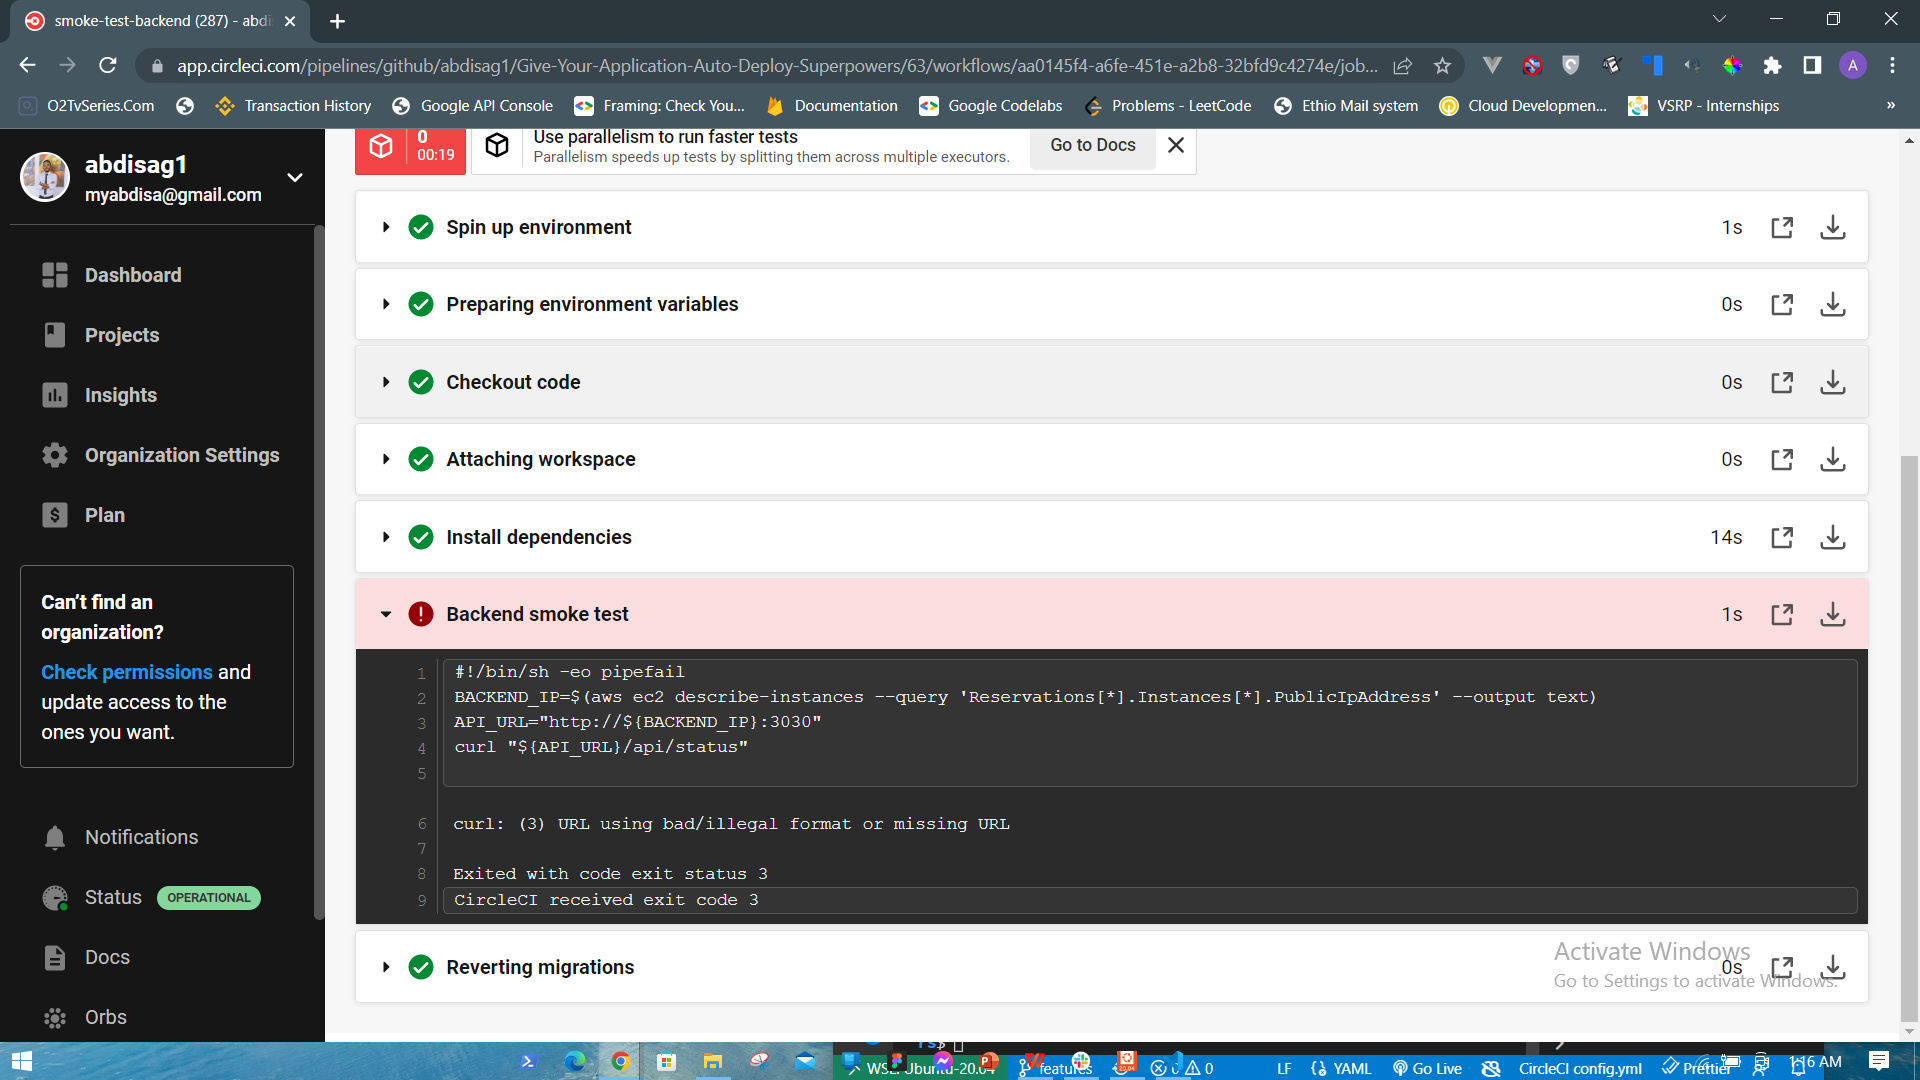 smoke-test-backend (287) - abdi
app.circleci.com/pipelines/github/abdisag1/Give-Your-Application-Auto-Deploy-Superpowers/63/workflows/aa0145f4-a6fe-451e-a2b8-32bfd9c4274e/job...
A
O2TvSeries.Com
Transaction History
Google API Console
Framing: Check You...
Documentation
Google Codelabs
Problems - LeetCode
Ethio Mail system
Cloud Developmen...
VSRP - Internships
»
abdisag1
myabdisa@gmail.com
Dashboard
Projects
Insights
Organization Settings
Plan
Can't find an
organization?
Check permissions and
update access to the
ones you want.
Notifications
Status OPERATIONAL
Docs
Orbs
0
00:19
Use parallelism to run faster tests
Parallelism speeds up tests by splitting them across multiple executors.
Go to Docs
Spin up environment 1s
Preparing environment variables 0s
Checkout code 0s
Attaching workspace 0s
Install dependencies 14s
Backend smoke test 1s
1 #!/bin/sh -eo pipefail
2 BACKEND_IP=$(aws ec2 describe-instances --query 'Reservations[*].Instances[*].PublicIpAddress' --output text)
3 API_URL="http://${BACKEND_IP}:3030"
4 curl "${API_URL}/api/status"
5
6 curl: (3) URL using bad/illegal format or missing URL
7
8 Exited with code exit status 3
9 CircleCI received exit code 3
Reverting migrations 0s
Activate Windows
Go to Settings to activate Windows.
WSL: Ubuntu-20.04
features
0
0
LF
YAML
Go Live
CircleCI config.yml
Prettier
1:16 AM